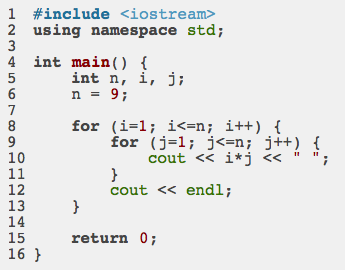 1 #include <iostream>
2 using namespace std;
3
4 int main() {
5     int n, i, j;
6     n = 9;
7
8     for (i=1; i<=n; i++) {
9         for (j=1; j<=n; j++) {
10             cout << i*j << " ";
11         }
12         cout << endl;
13     }
14
15     return 0;
16 }